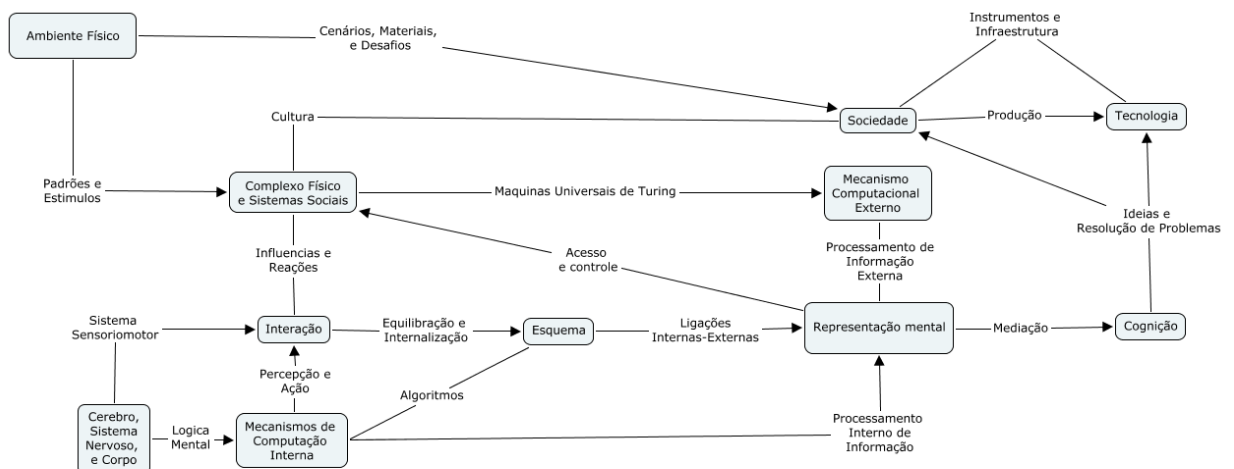 Instrumentos e
Infraestrutura
Ambiente Físico
Cenários, Materiais,
e Desafios
Cultura
Sociedade
Produção
Tecnologia
Padrões e
Estimulos
Complexo Físico
e Sistemas Sociais
Maquinas Universais de Turing
Mecanismo
Computacional
Externo
Ideias e
Resolução de Problemas
Influencias e
Reações
Acesso
e controle
Processamento de
Informação
Externa
Sistema
Sensoriomotor
Interação
Equilibração e
Internalização
Esquema
Ligações
Internas-Externas
Representação mental
Mediação
Cognição
Percepção e
Ação
Algoritmos
Cerebro,
Sistema
Nervoso,
e Corpo
Logica
Mental
Mecanismos de
Computação
Interna
Processamento
Interno de
Informação